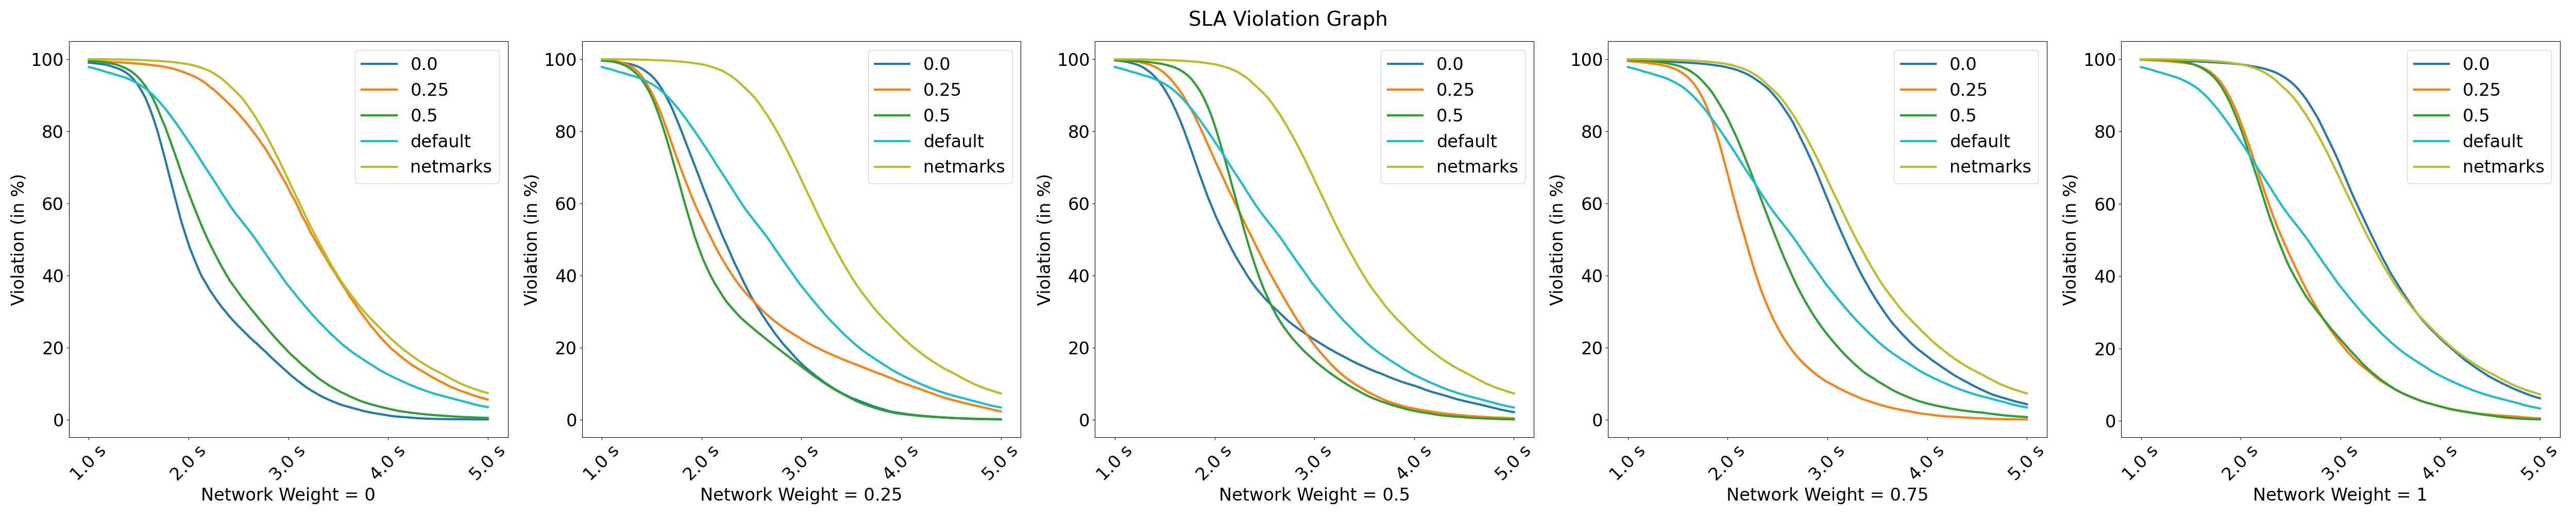 SLA Violation Graph
Violation (in %)
100
80
60
40
20
0
0.0
0.25
0.5
default
netmarks
1.0 s
2.0 s
3.0 s
4.0 s
5.0 s
Network Weight = 0
Violation (in %)
100
80
60
40
20
0
0.0
0.25
0.5
default
netmarks
1.0 s
2.0 s
3.0 s
4.0 s
5.0 s
Network Weight = 0.25
Violation (in %)
100
80
60
40
20
0
0.0
0.25
0.5
default
netmarks
1.0 s
2.0 s
3.0 s
4.0 s
5.0 s
Network Weight = 0.5
Violation (in %)
100
80
60
40
20
0
0.0
0.25
0.5
default
netmarks
1.0 s
2.0 s
3.0 s
4.0 s
5.0 s
Network Weight = 0.75
Violation (in %)
100
80
60
40
20
0
0.0
0.25
0.5
default
netmarks
1.0 s
2.0 s
3.0 s
4.0 s
5.0 s
Network Weight = 1